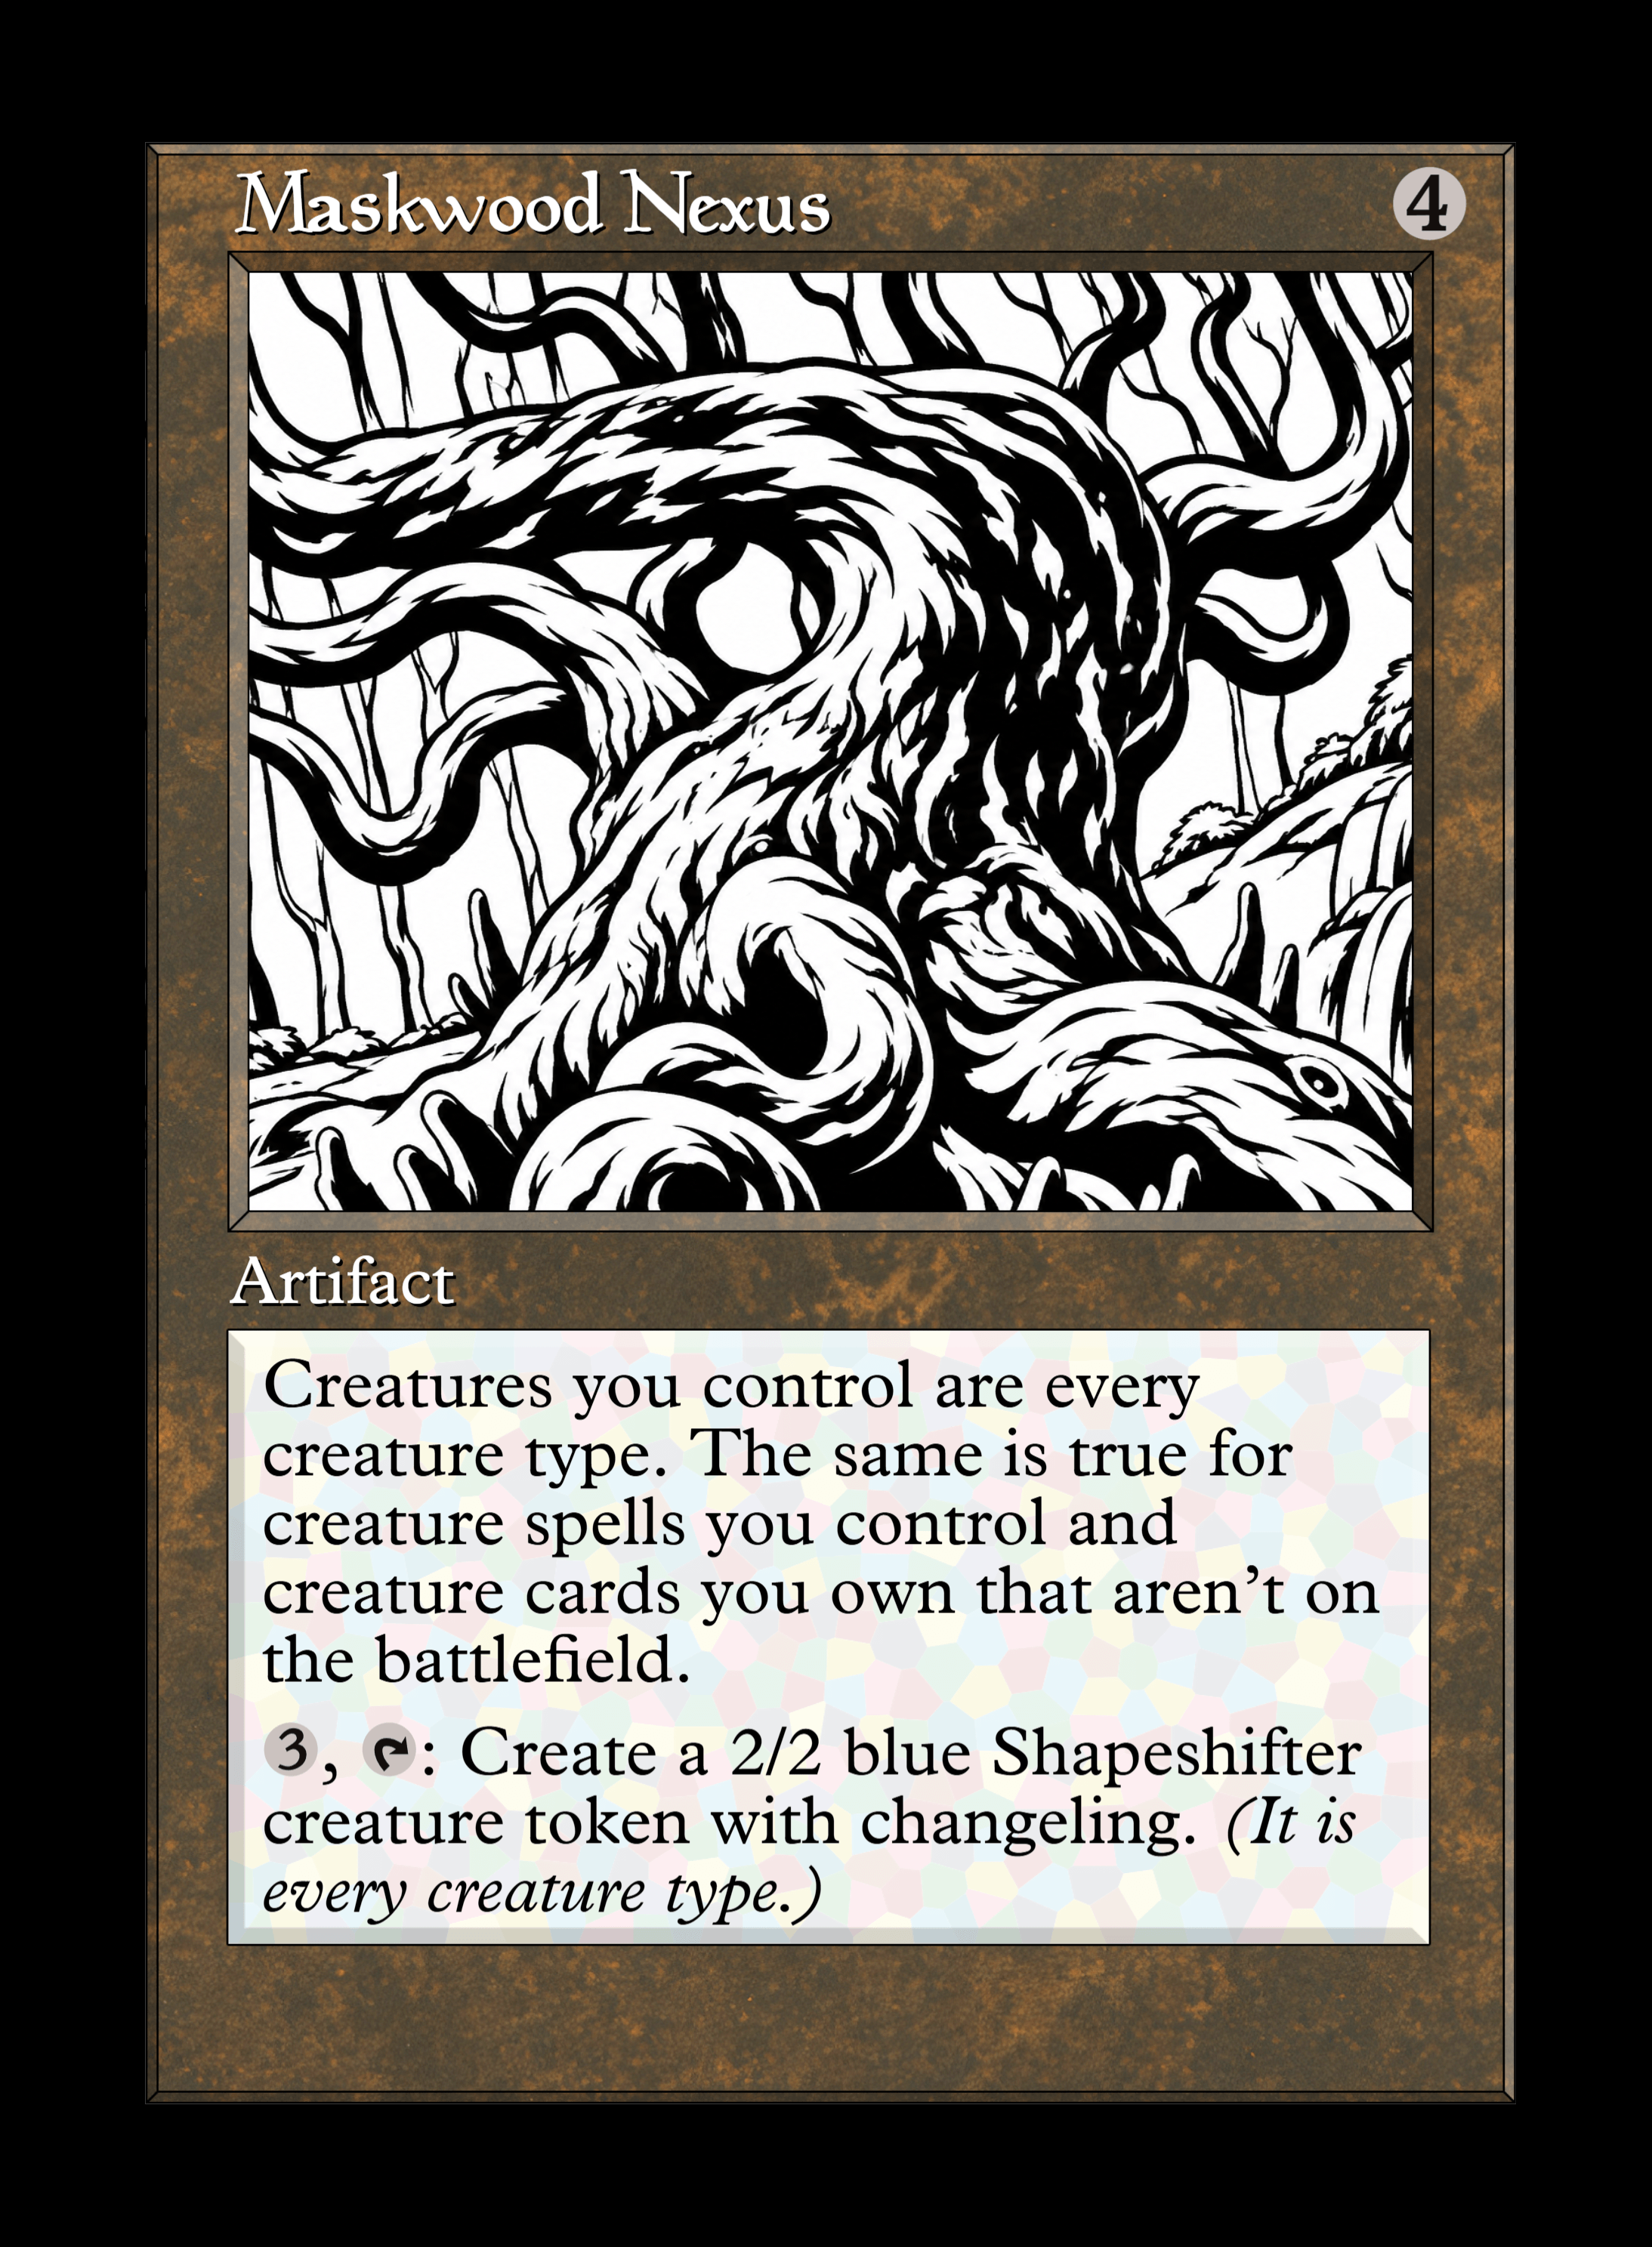 Maskwood Nexus 4
Artifact
Creatures you control are every
creature type. The same is true for
creature spells you control and
creature cards you own that aren’t on
the battlefield.
3, : Create a 2/2 blue Shapeshifter
creature token with changeling. (It is
every creature type.)